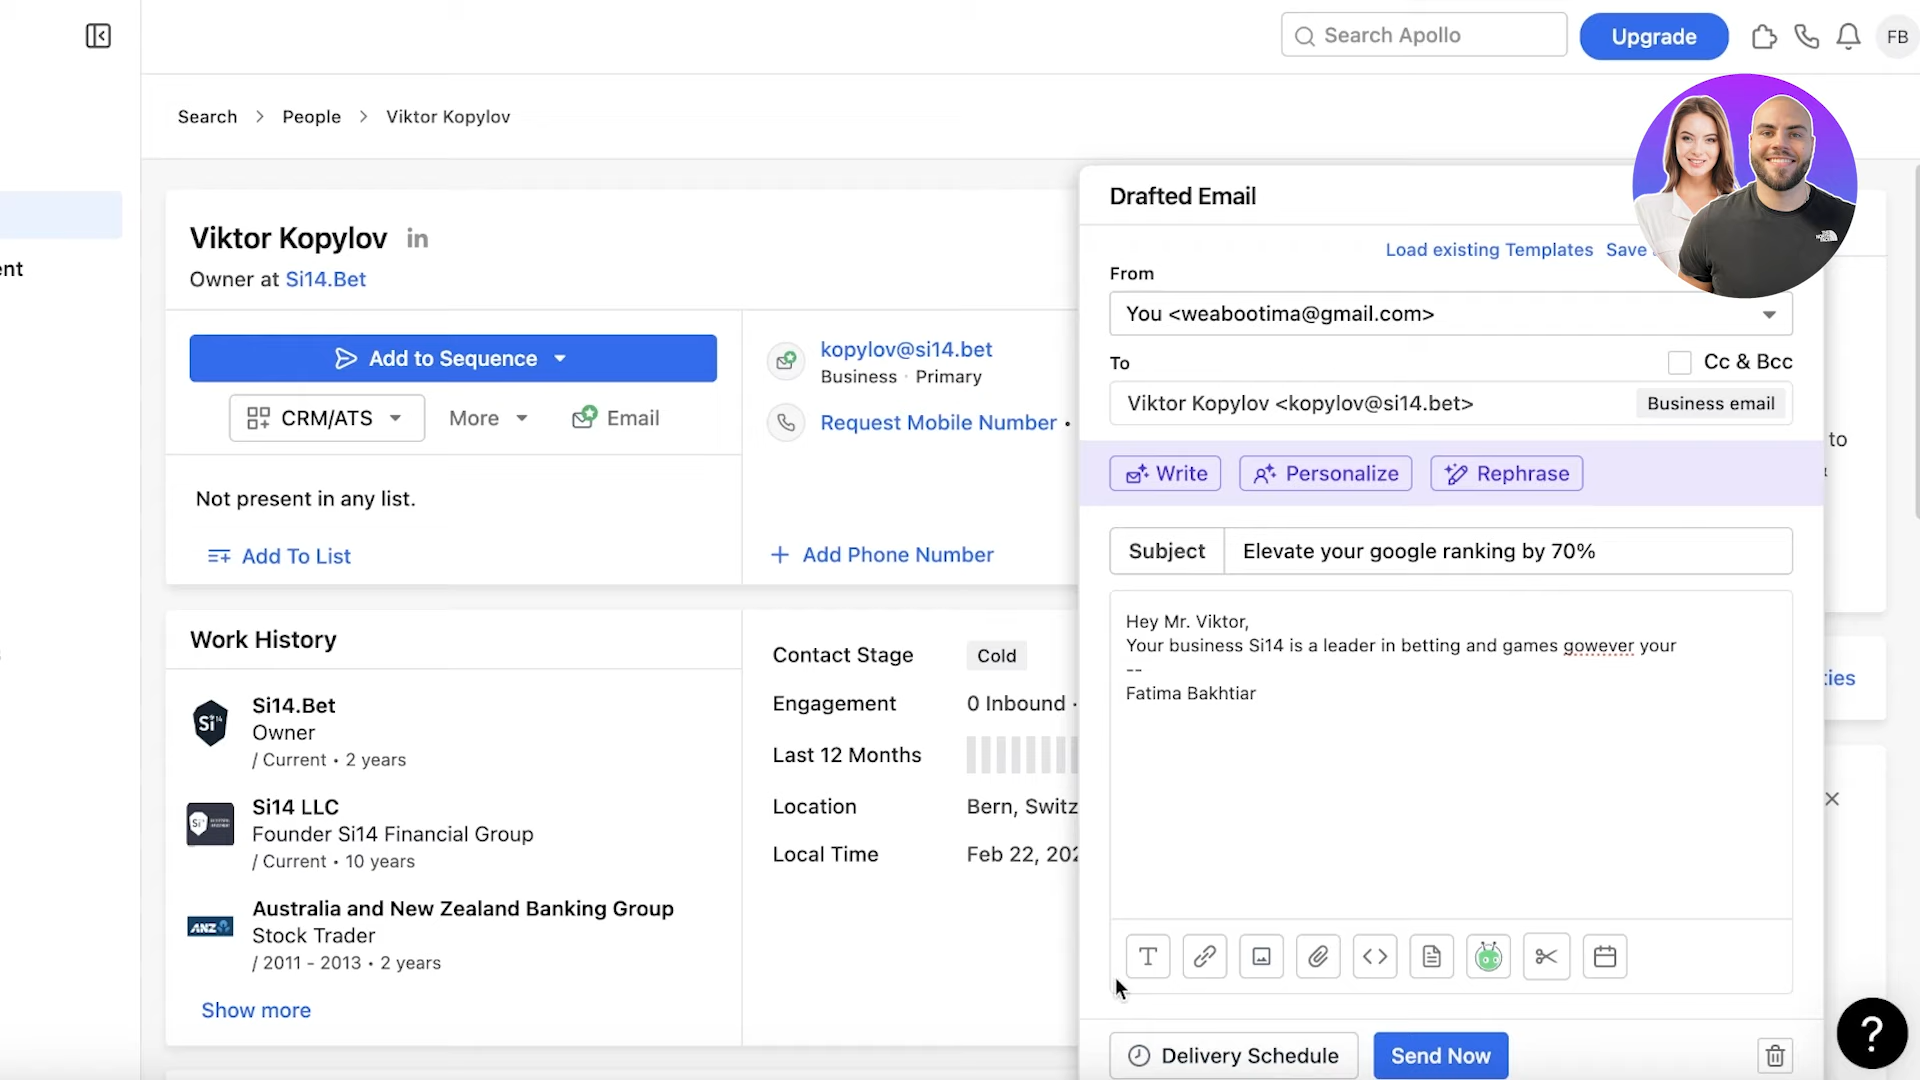 Search Apollo
Upgrade
FB
Search > People > Viktor Kopylov
Viktor Kopylov in
Owner at Si14.Bet
Add to Sequence
CRM/ATS
More
Email
Not present in any list.
Add To List
kopylov@si14.bet
Business · Primary
Request Mobile Number •
+ Add Phone Number
ent
Work History
Si14.Bet
Owner
/ Current • 2 years
Si14 LLC
Founder Si14 Financial Group
/ Current • 10 years
ANZ
Australia and New Zealand Banking Group
Stock Trader
/ 2011 - 2013 • 2 years
Show more
Contact Stage Cold
Engagement 0 Inbound ·
Last 12 Months
Location Bern, Switz
Local Time Feb 22, 202
Drafted Email
Load existing Templates Save
From
You <weabootima@gmail.com>
To
Cc & Bcc
Viktor Kopylov <kopylov@si14.bet>
Business email
Write
Personalize
Rephrase
Subject
Elevate your google ranking by 70%
Hey Mr. Viktor,
Your business Si14 is a leader in betting and games gowever your
--
Fatima Bakhtiar
Delivery Schedule
Send Now
to
ties
?